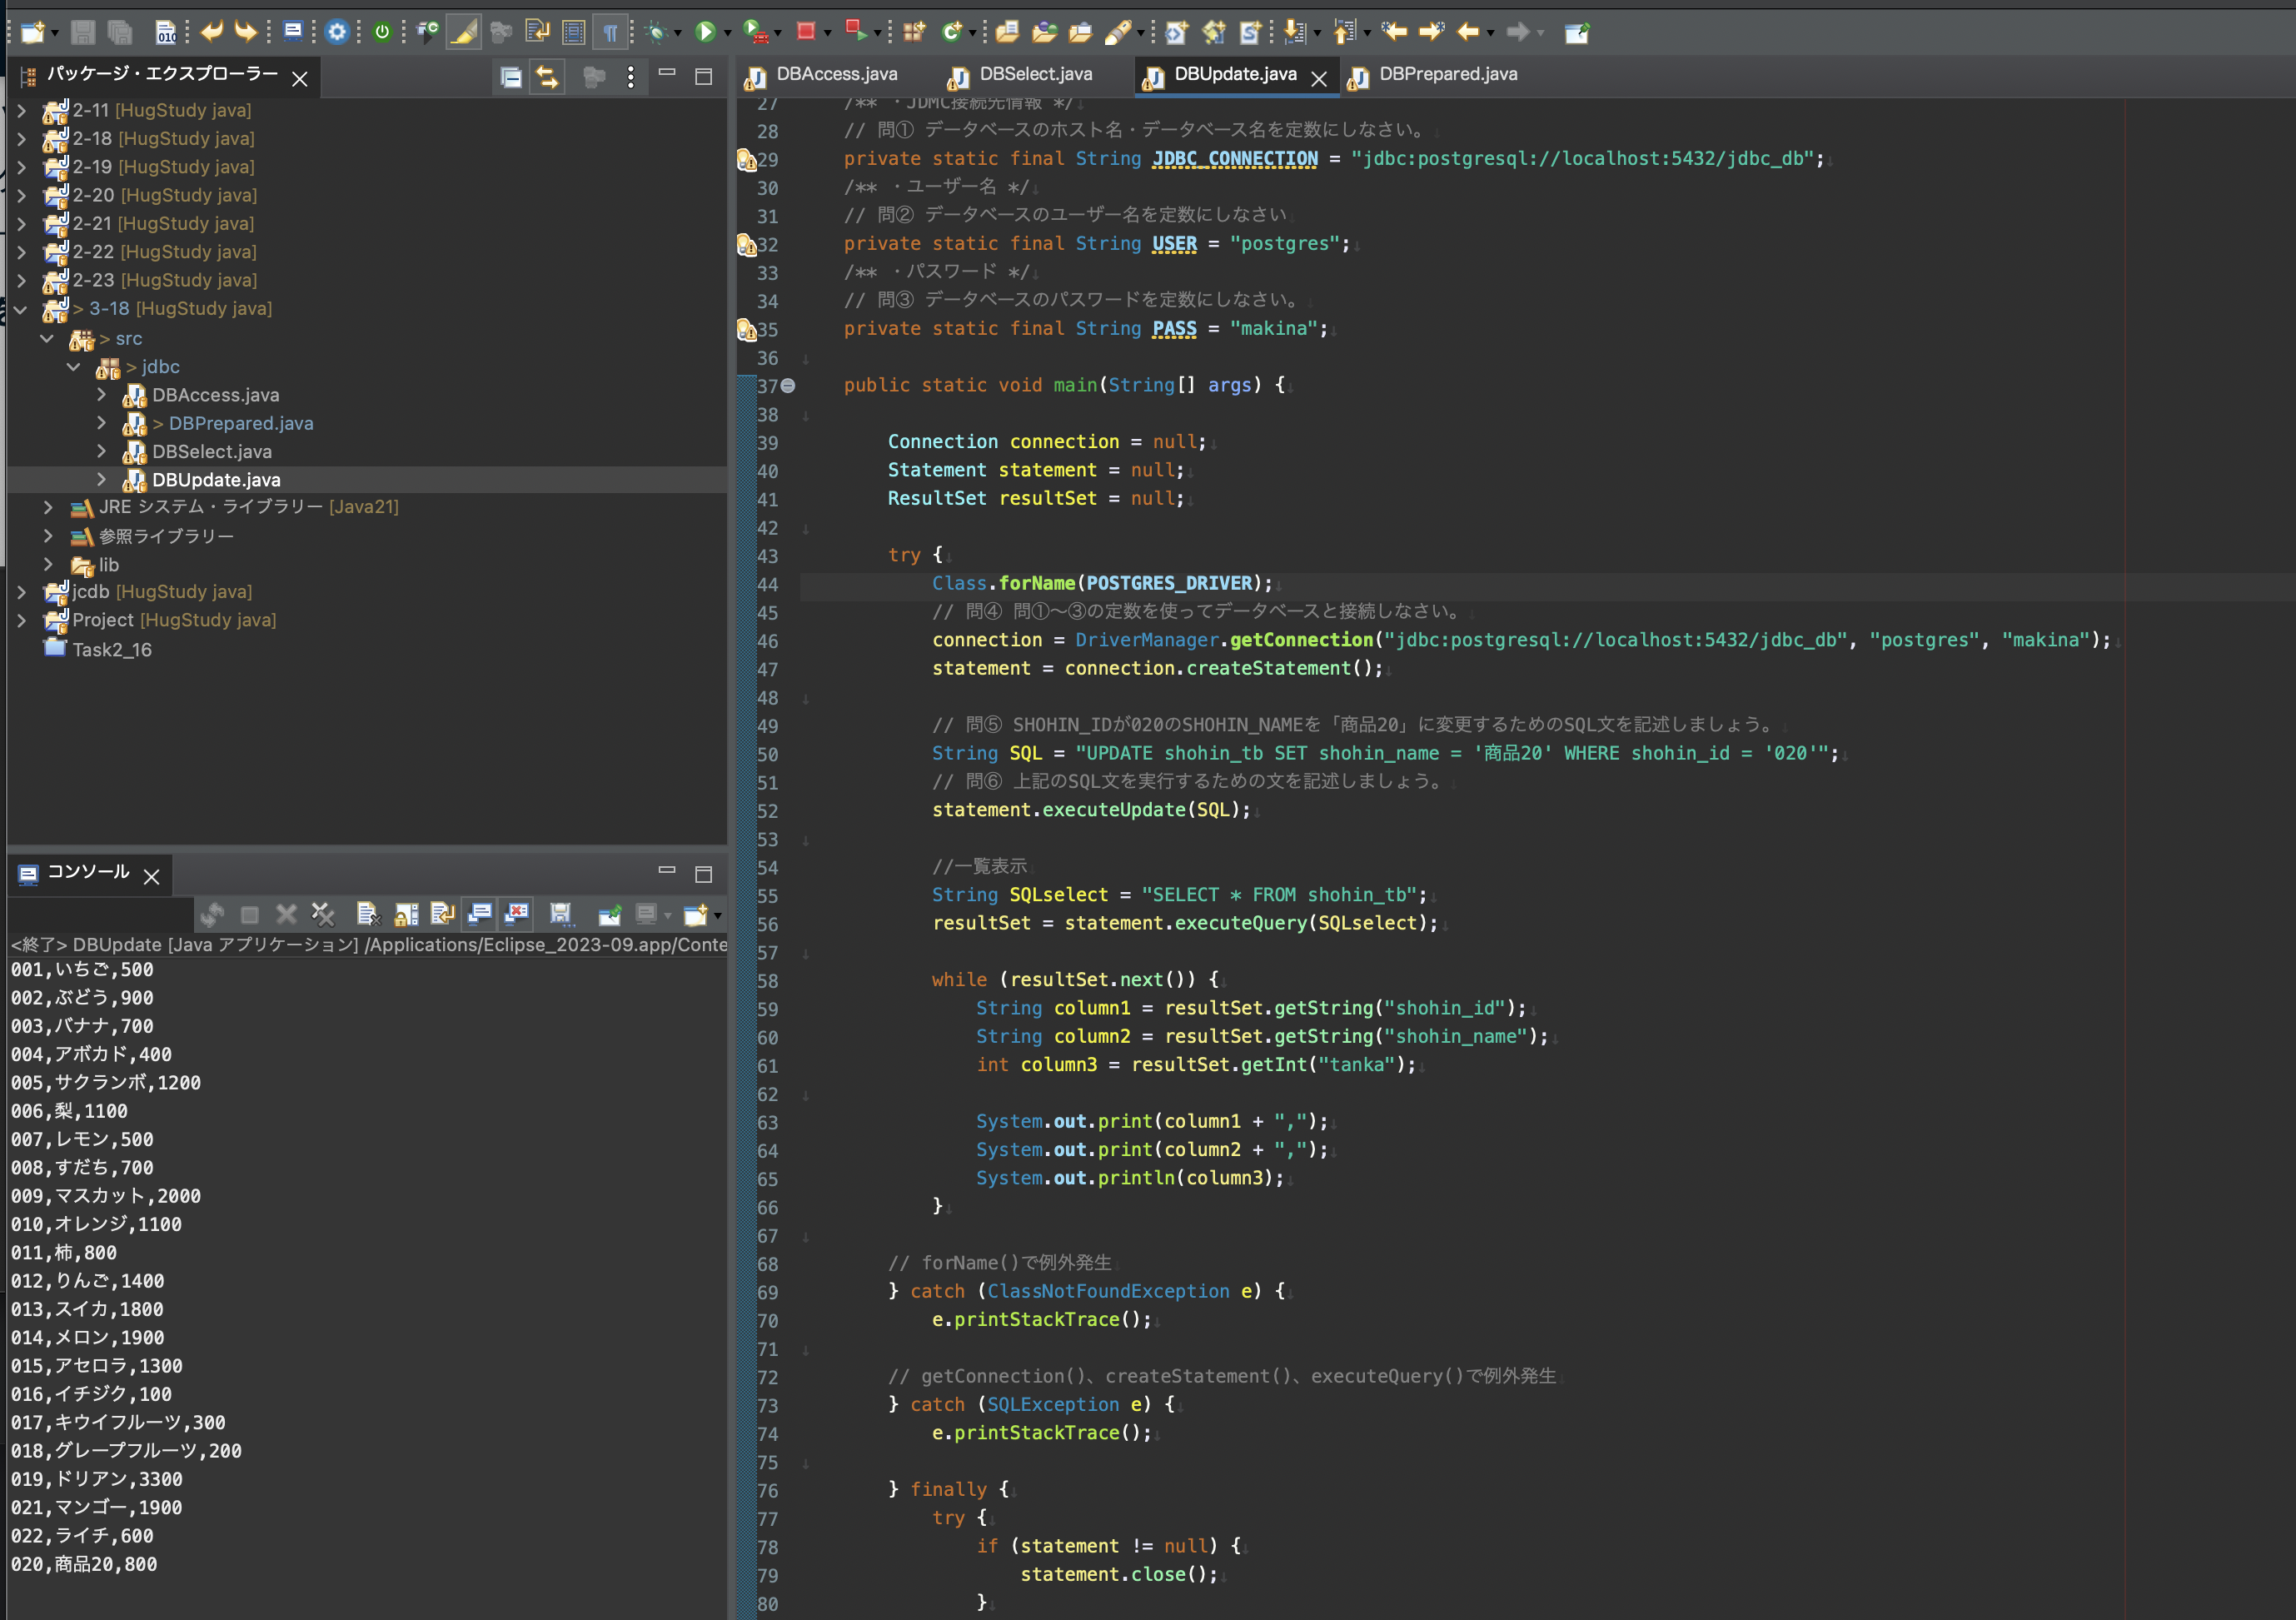 パッケージ・エクスプローラー
2-11 [HugStudy java]
2-18 [HugStudy java]
2-19 [HugStudy java]
2-20 [HugStudy java]
2-21 [HugStudy java]
2-22 [HugStudy java]
2-23 [HugStudy java]
> 3-18 [HugStudy java]
> src
> jdbc
DBAccess.java
> DBPrepared.java
DBSelect.java
DBUpdate.java
JRE システム・ライブラリー [Java21]
参照ライブラリー
lib
jcdb [HugStudy java]
Project [HugStudy java]
Task2_16
コンソール
<終了> DBUpdate [Java アプリケーション] /Applications/Eclipse_2023-09.app/Conte
001,いちご,500
002,ぶどう,900
003,バナナ,700
004,アボカド,400
005,サクランボ,1200
006,梨,1100
007,レモン,500
008,すだち,700
009,マスカット,2000
010,オレンジ,1100
011,柿,800
012,りんご,1400
013,スイカ,1800
014,メロン,1900
015,アセロラ,1300
016,イチジク,100
017,キウイフルーツ,300
018,グレープフルーツ,200
019,ドリアン,3300
021,マンゴー,1900
022,ライチ,600
020,商品20,800
DBAccess.java DBSelect.java DBUpdate.java DBPrepared.java
27 /** ・JDMC接続先情報 */
28 // 問① データベースのホスト名・データベース名を定数にしなさい。
29 private static final String JDBC_CONNECTION = "jdbc:postgresql://localhost:5432/jdbc_db";
30 /** ・ユーザー名 */
31 // 問② データベースのユーザー名を定数にしなさい
32 private static final String USER = "postgres";
33 /** ・パスワード */
34 // 問③ データベースのパスワードを定数にしなさい。
35 private static final String PASS = "makina";
36
37 public static void main(String[] args) {
38
39 Connection connection = null;
40 Statement statement = null;
41 ResultSet resultSet = null;
42
43 try {
44 Class.forName(POSTGRES_DRIVER);
45 // 問④ 問①〜③の定数を使ってデータベースと接続しなさい。
46 connection = DriverManager.getConnection("jdbc:postgresql://localhost:5432/jdbc_db", "postgres", "makina");
47 statement = connection.createStatement();
48
49 // 問⑤ SHOHIN_IDが020のSHOHIN_NAMEを「商品20」に変更するためのSQL文を記述しましょう。
50 String SQL = "UPDATE shohin_tb SET shohin_name = '商品20' WHERE shohin_id = '020'";
51 // 問⑥ 上記のSQL文を実行するための文を記述しましょう。
52 statement.executeUpdate(SQL);
53
54 //一覧表示
55 String SQLselect = "SELECT * FROM shohin_tb";
56 resultSet = statement.executeQuery(SQLselect);
57
58 while (resultSet.next()) {
59 String column1 = resultSet.getString("shohin_id");
60 String column2 = resultSet.getString("shohin_name");
61 int column3 = resultSet.getInt("tanka");
62
63 System.out.print(column1 + ",");
64 System.out.print(column2 + ",");
65 System.out.println(column3);
66 }
67
68 // forName()で例外発生
69 } catch (ClassNotFoundException e) {
70 e.printStackTrace();
71
72 // getConnection()、createStatement()、executeQuery()で例外発生
73 } catch (SQLException e) {
74 e.printStackTrace();
75
76 } finally {
77 try {
78 if (statement != null) {
79 statement.close();
80 }